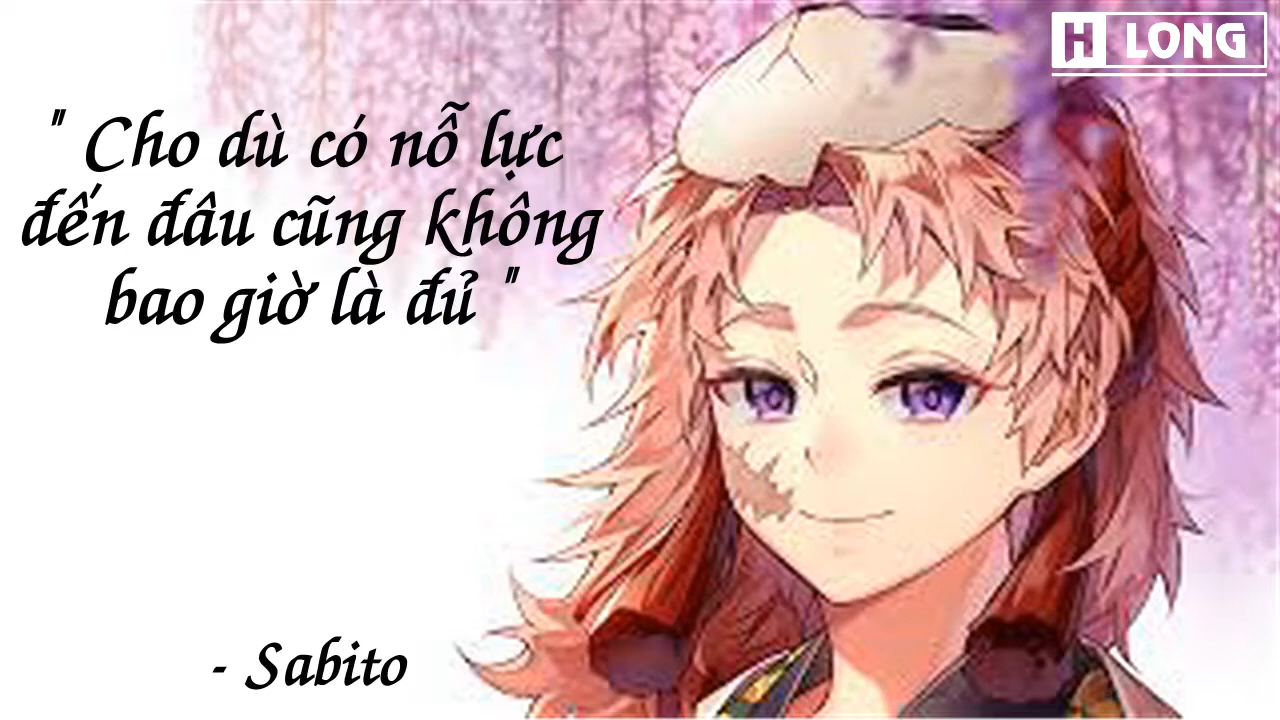 H LONG
" Cho dù có nỗ lực
đến đâu cũng không
bao giờ là đủ "
- Sabito